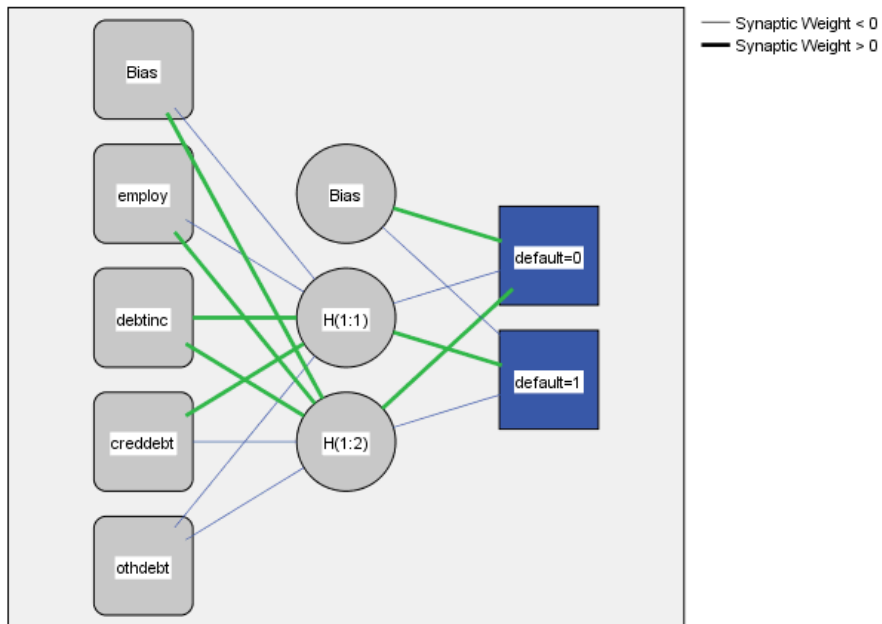 Bias
employ
debtinc
creddebt
othdebt
Bias
H(1:1)
H(1:2)
default=0
default=1
Synaptic Weight < 0
Synaptic Weight > 0